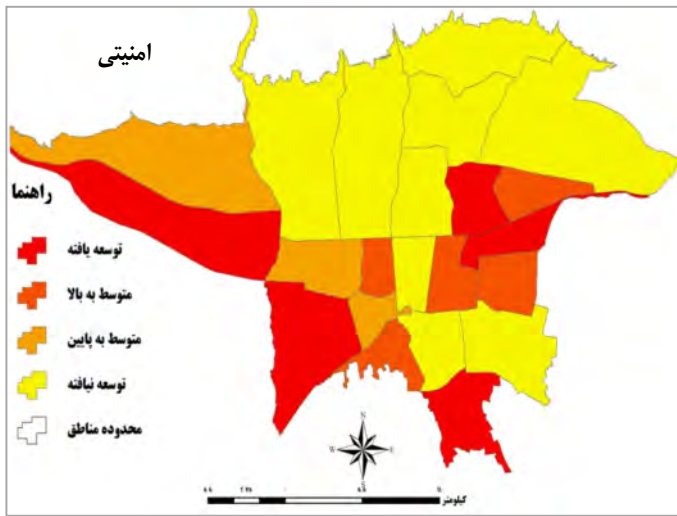 امنیتی
راهنما
توسعه یافته
متوسط به بالا
متوسط به پایین
توسعه نیافته
محدوده مناطق
N
W E
S
کیلومتر